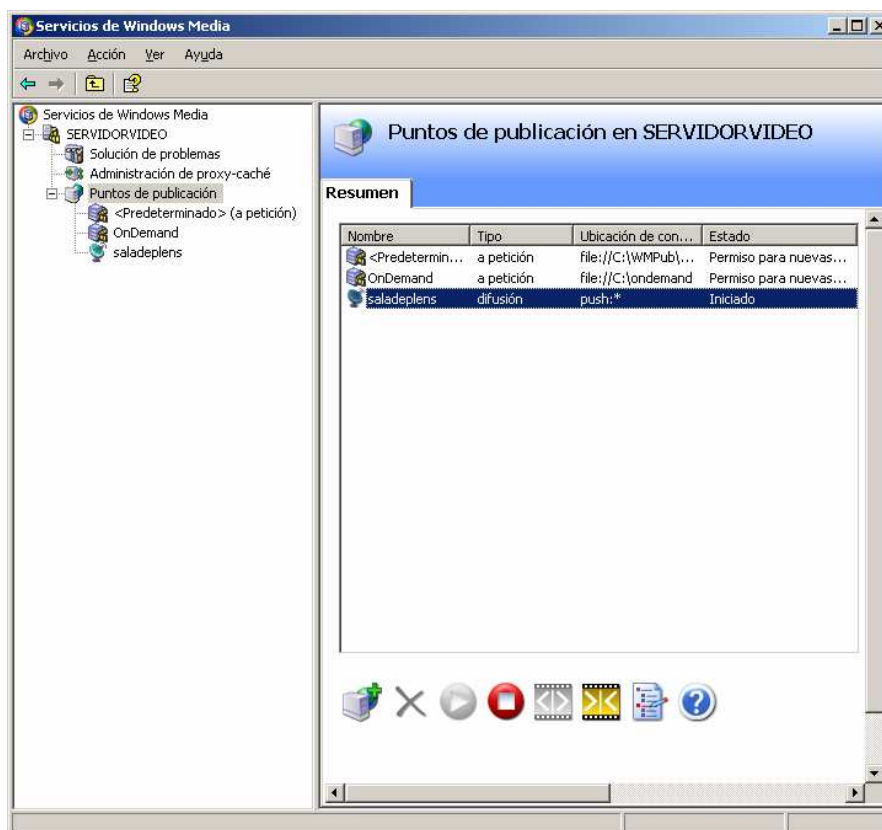 Servicios de Windows Media
Archivo Acción Ver Ayuda
Servicios de Windows Media
SERVIDORVIDEO
Solución de problemas
Administración de proxy-caché
Puntos de publicación
<Predeterminado> (a petición)
OnDemand
saladeplens
Puntos de publicación en SERVIDORVIDEO
Resumen
Nombre Tipo Ubicación de con... Estado
<Predetermin... a petición file://C:\WMPub\... Permiso para nuevas...
OnDemand a petición file://C:\ondemand Permiso para nuevas...
saladeplens difusión push:* Iniciado